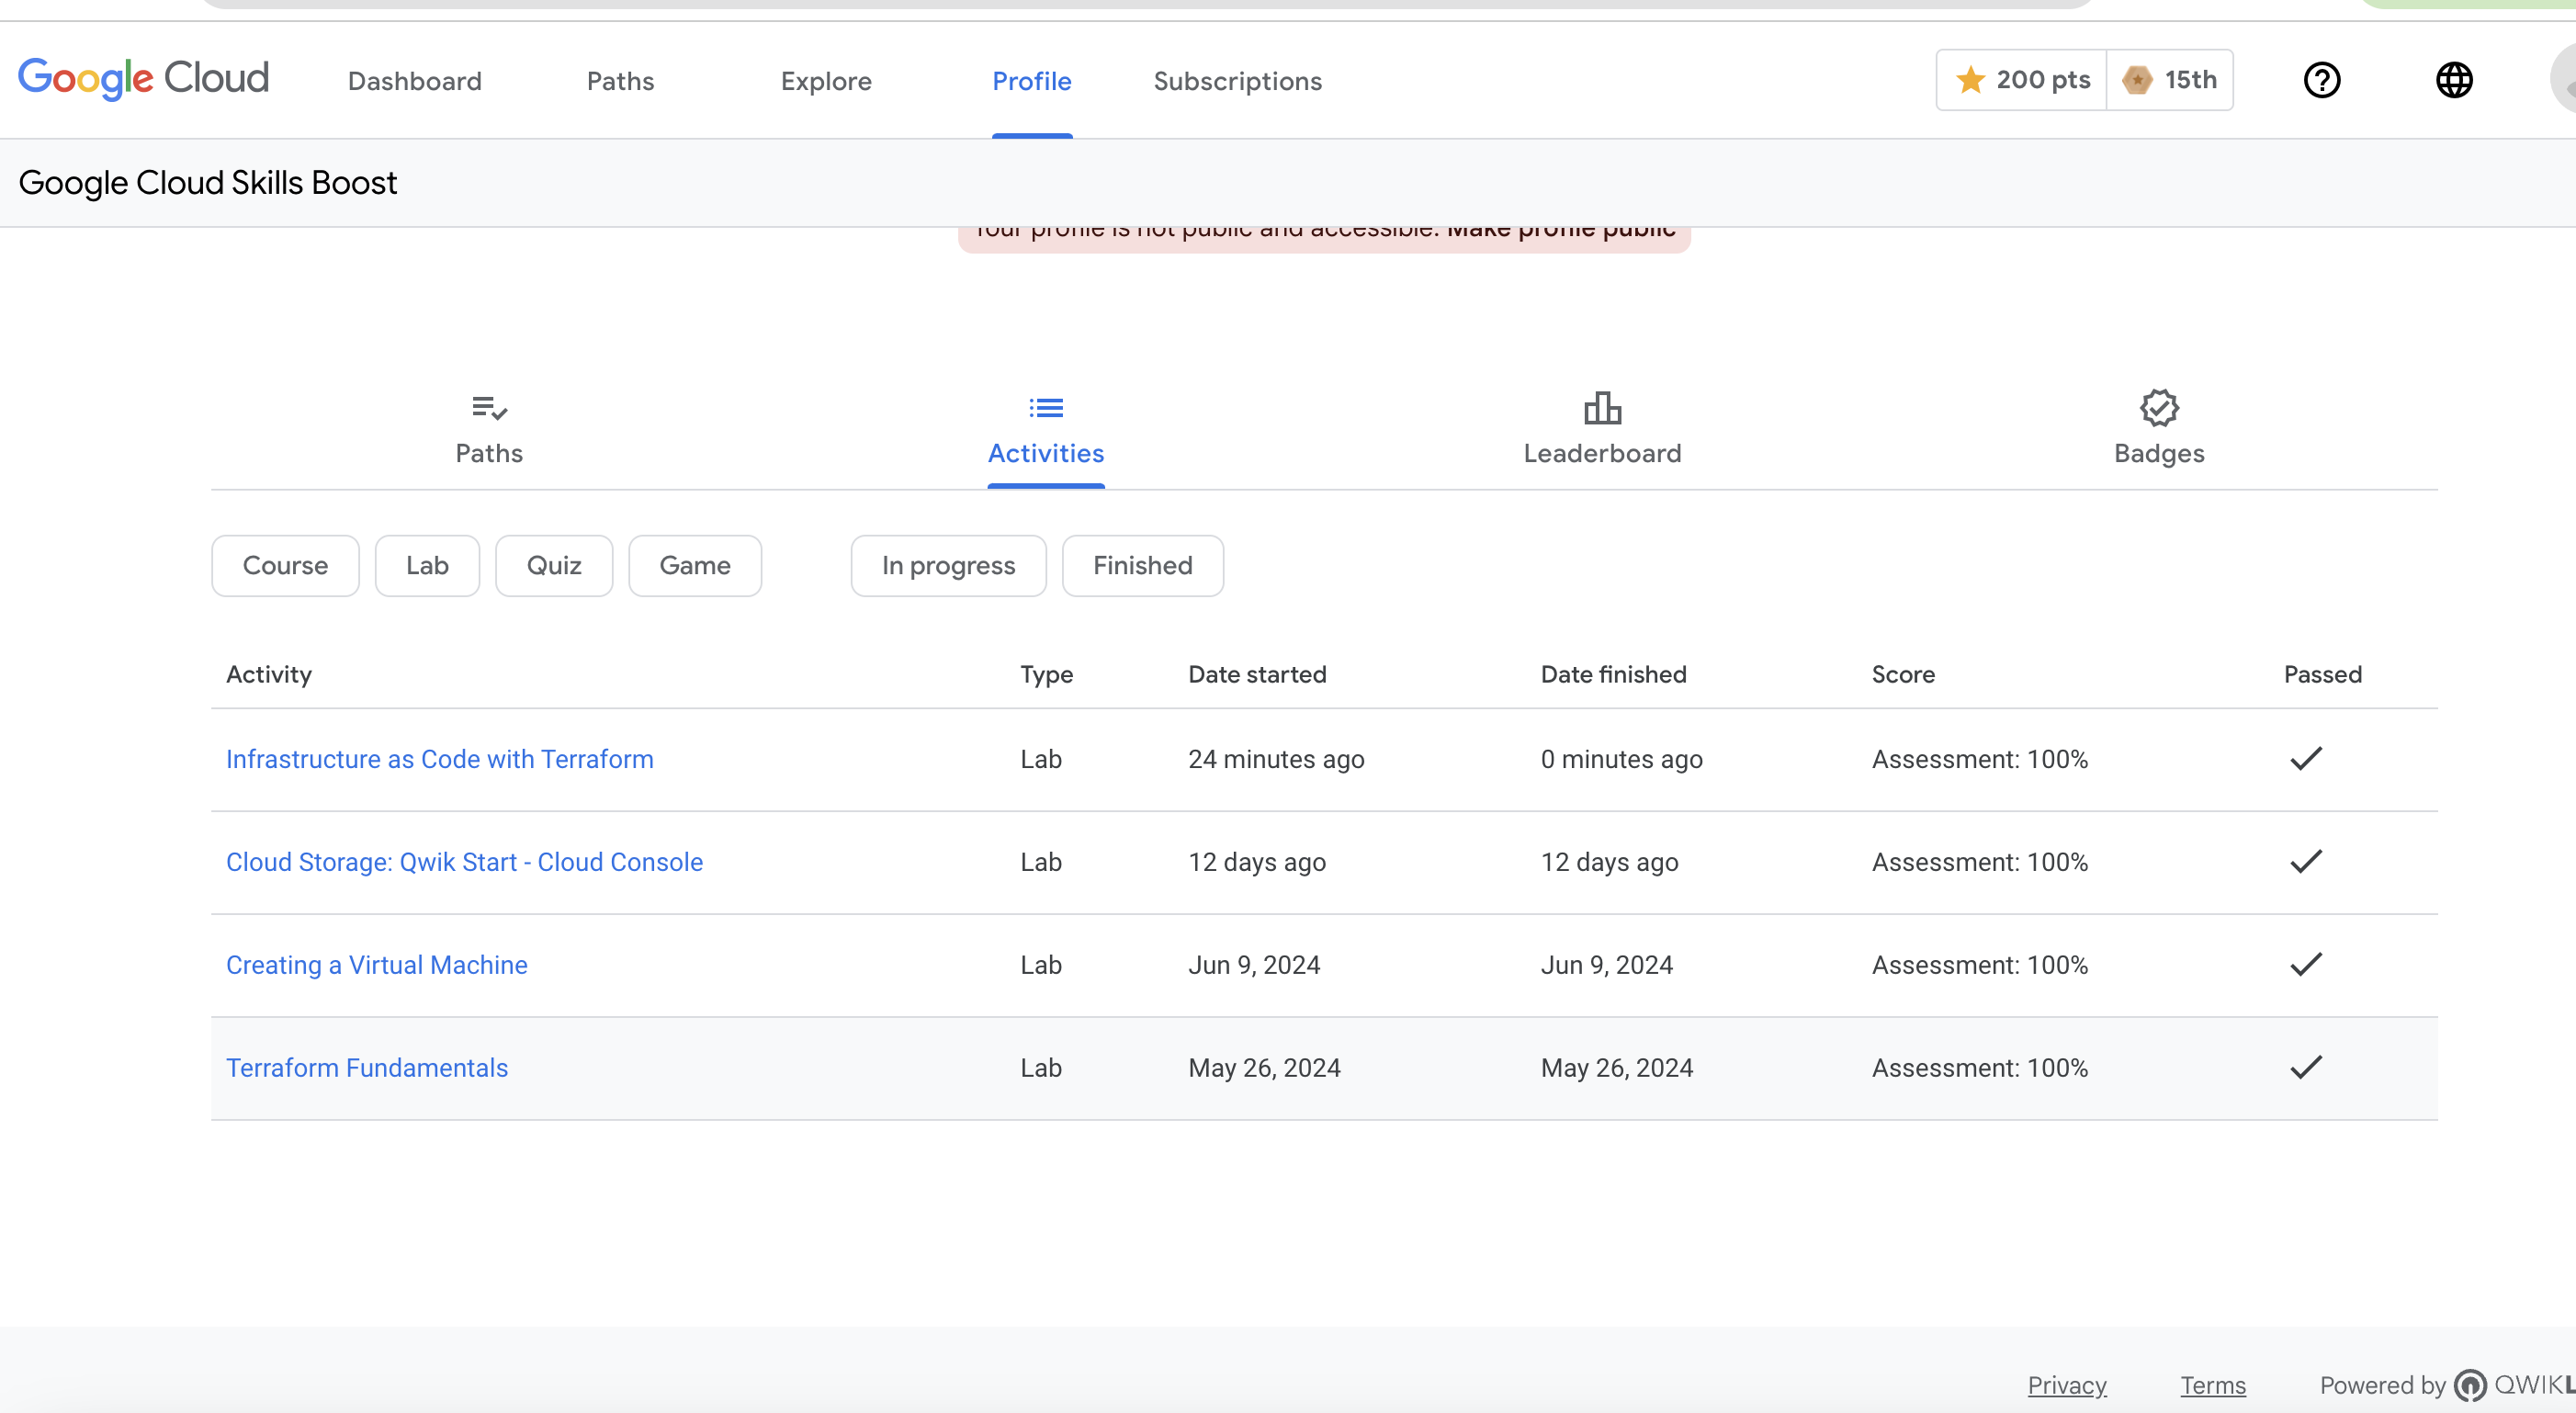 Google Cloud Dashboard Paths Explore Profile Subscriptions 200 pts 15th
Google Cloud Skills Boost
Your profile is not public and accessible. Make profile public
Paths Activities Leaderboard Badges
Course Lab Quiz Game In progress Finished
Activity Type Date started Date finished Score Passed
Infrastructure as Code with Terraform Lab 24 minutes ago 0 minutes ago Assessment: 100%
Cloud Storage: Qwik Start - Cloud Console Lab 12 days ago 12 days ago Assessment: 100%
Creating a Virtual Machine Lab Jun 9, 2024 Jun 9, 2024 Assessment: 100%
Terraform Fundamentals Lab May 26, 2024 May 26, 2024 Assessment: 100%
Privacy Terms Powered by QWIKL